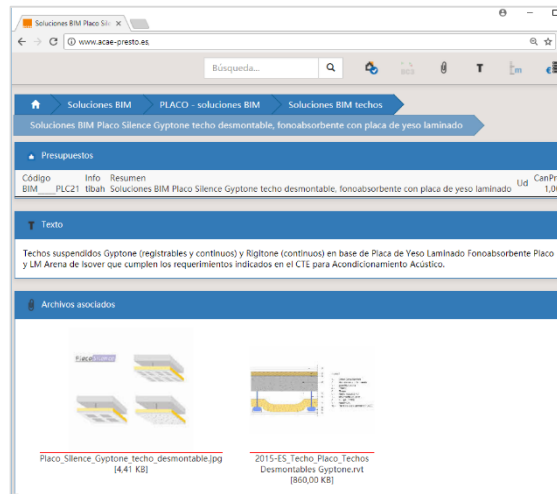 Soluciones BIM Placo Sile
www.acae-presto.es
Búsqueda...
Soluciones BIM
PLACO - soluciones BIM
Soluciones BIM techos
Soluciones BIM Placo Silence Gyptone techo desmontable, fonoabsorbente con placa de yeso laminado
Presupuestos
Código Info Resumen Ud CanPr
BIM____PLC21 tlbah Soluciones BIM Placo Silence Gyptone techo desmontable, fonoabsorbente con placa de yeso laminado 1,00
T Texto
Techos suspendidos Gyptone (registrables y continuos) y Rigitone (continuos) en base de Placa de Yeso Laminado Fonoabsorbente Placo
y LM Arena de Isover que cumplen los requerimientos indicados en el CTE para Acondicionamiento Acústico.
Archivos asociados
Placo_Silence_Gyptone_techo_desmontable.jpg
[4,41 KB]
2015-ES_Techo_Placo_Techos
Desmontables Gyptone.rvt
[860,00 KB]